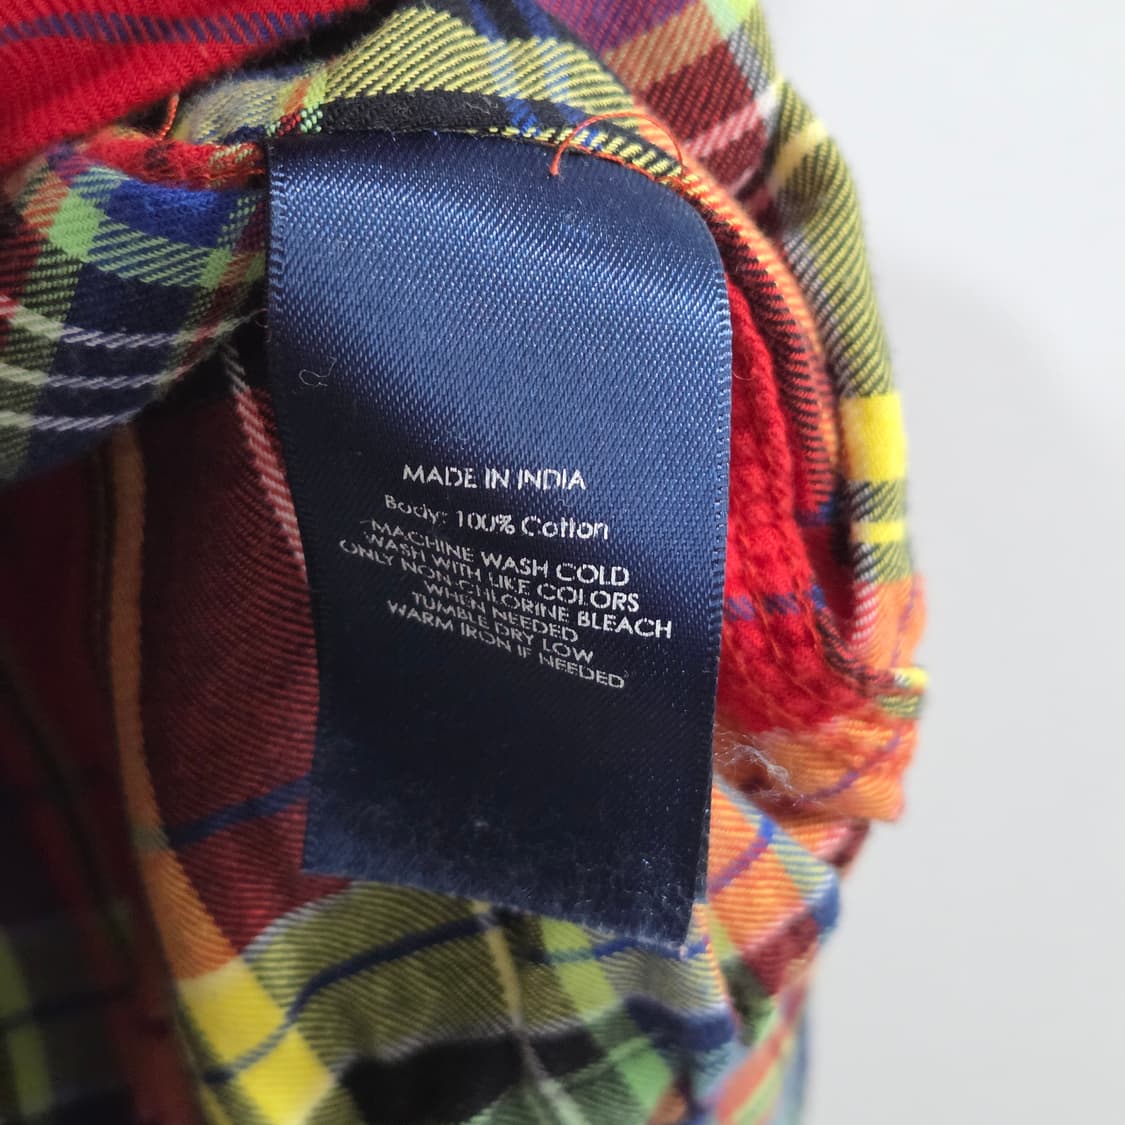 MADE IN INDIA
Body: 100% Cotton
MACHINE WASH COLD
WASH WITH LIKE COLORS
ONLY NON-CHLORINE BLEACH
WHEN NEEDED
TUMBLE DRY LOW
WARM IRON IF NEEDED